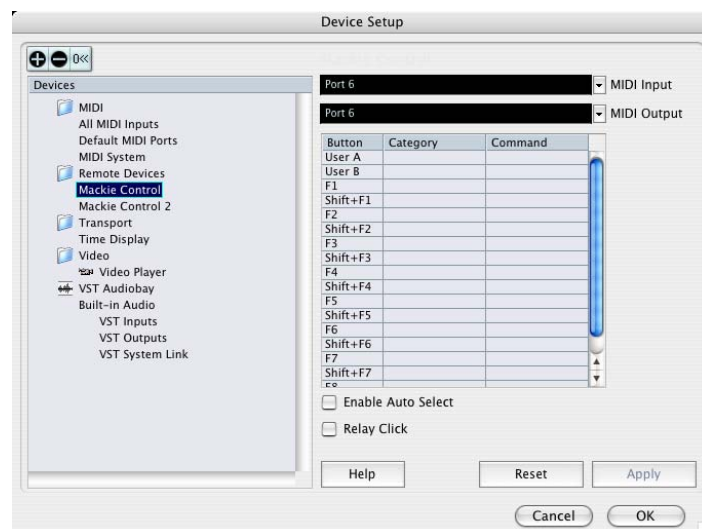 Device Setup
0«
Devices
MIDI
All MIDI Inputs
Default MIDI Ports
MIDI System
Remote Devices
Mackie Control
Mackie Control 2
Transport
Time Display
Video
Video Player
VST Audiobay
Built-in Audio
VST Inputs
VST Outputs
VST System Link
Port 6 MIDI Input
Port 6 MIDI Output
Button Category Command
User A
User B
F1
Shift+F1
F2
Shift+F2
F3
Shift+F3
F4
Shift+F4
F5
Shift+F5
F6
Shift+F6
F7
Shift+F7
F8
Enable Auto Select
Relay Click
Help Reset Apply
Cancel OK